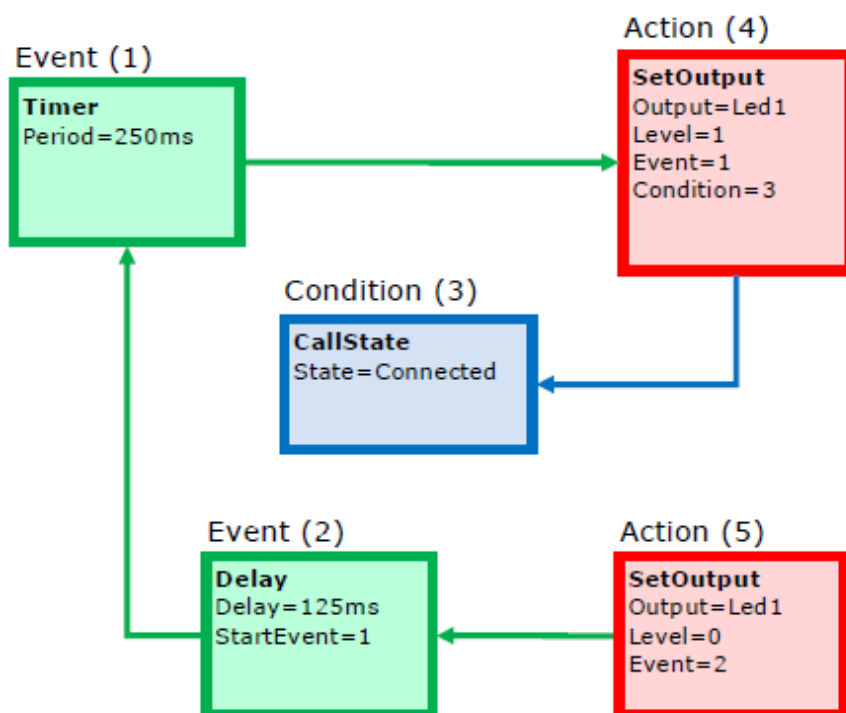 Event (1)
Timer
Period=250ms
Action (4)
SetOutput
Output=Led1
Level=1
Event=1
Condition=3
Condition (3)
CallState
State=Connected
Event (2)
Delay
Delay=125ms
StartEvent=1
Action (5)
SetOutput
Output=Led1
Level=0
Event=2